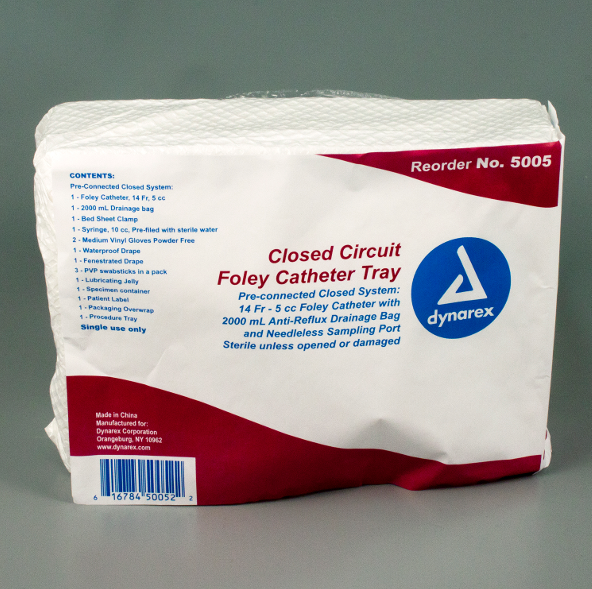 Reorder No. 5005
CONTENTS:
Pre-Connected Closed System:
1 - Foley Catheter, 14 Fr, 5 cc
1 - 2000 mL Drainage bag
1 - Bed Sheet Clamp
1 - Syringe, 10 cc, Pre-filed with sterile water
2 - Medium Vinyl Gloves Powder Free
1 - Waterproof Drape
1 - Fenestrated Drape
3 - PVP swabsticks in a pack
1 - Lubricating Jelly
1 - Specimen container
1 - Patient Label
1 - Packaging Overwrap
1 - Procedure Tray
Single use only
Closed Circuit
Foley Catheter Tray
Pre-connected Closed System:
14 Fr - 5 cc Foley Catheter with
2000 mL Anti-Reflux Drainage Bag
and Needleless Sampling Port
Sterile unless opened or damaged
dynarex
Made in China
Manufactured for:
Dynarex Corporation
Orangeburg, NY 10962
www.dynarex.com
6 16784 50052 2